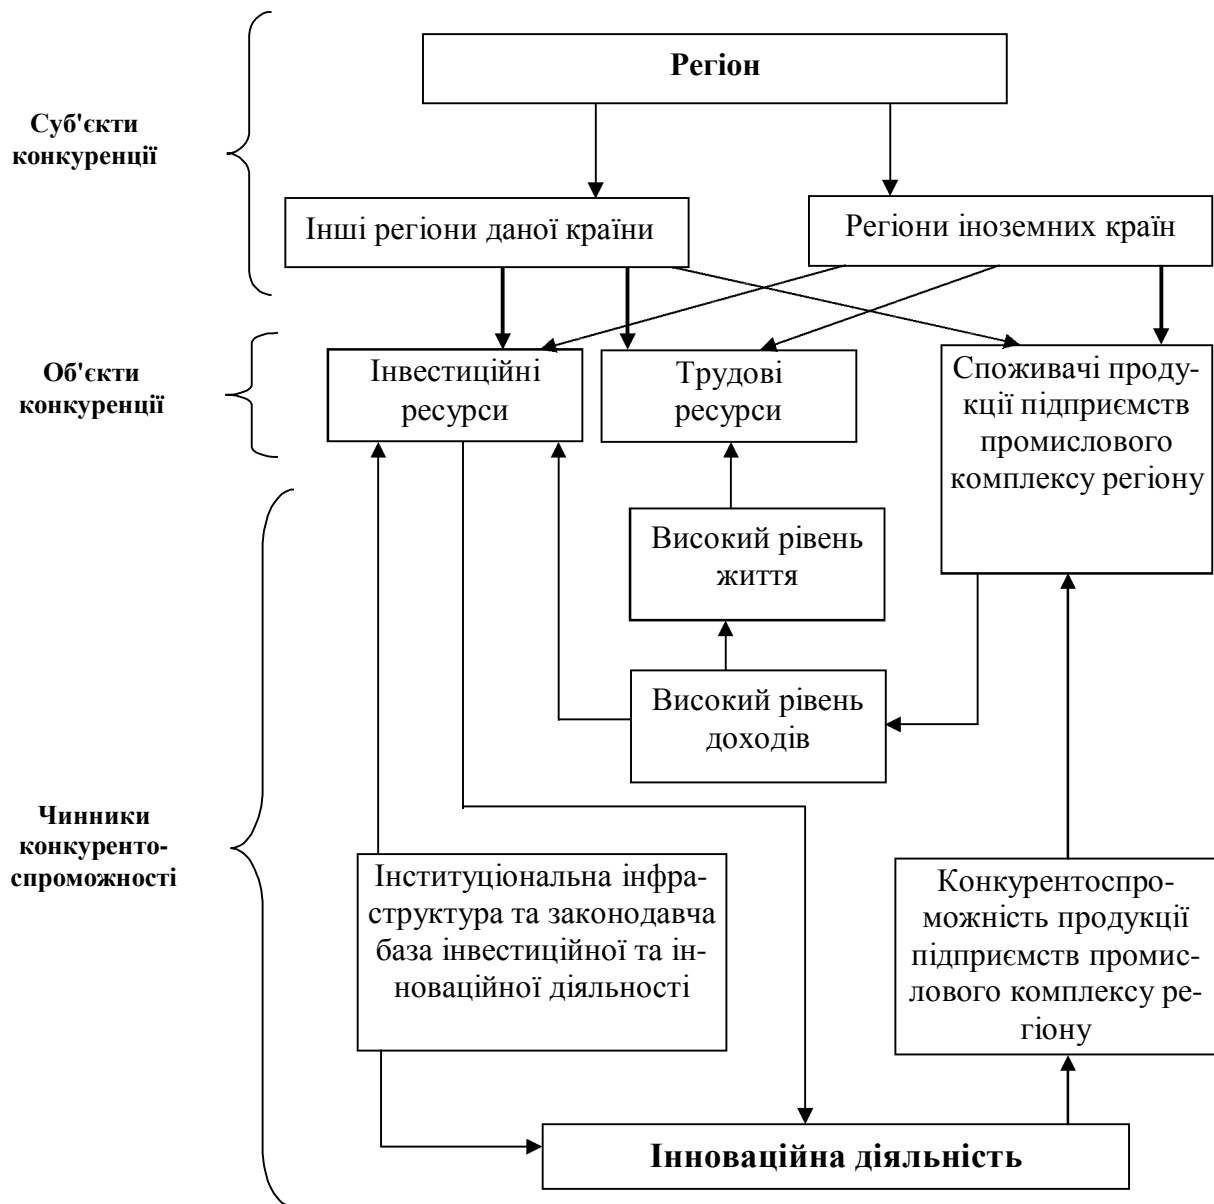 Регіон
Суб'єкти
конкуренції
Інші регіони даної країни
Регіони іноземних країн
Об'єкти
конкуренції
Інвестиційні
ресурси
Трудові
ресурси
Споживачі проду-
кції підприємств
промислового
комплексу регіону
Високий рівень
життя
Високий рівень
доходів
Чинники
конкуренто-
спроможності
Інституціональна інфра-
структура та законодавча
база інвестиційної та ін-
новаційної діяльності
Конкурентоспро-
можність продукції
підприємств промис-
лового комплексу ре-
гіону
Інноваційна діяльність